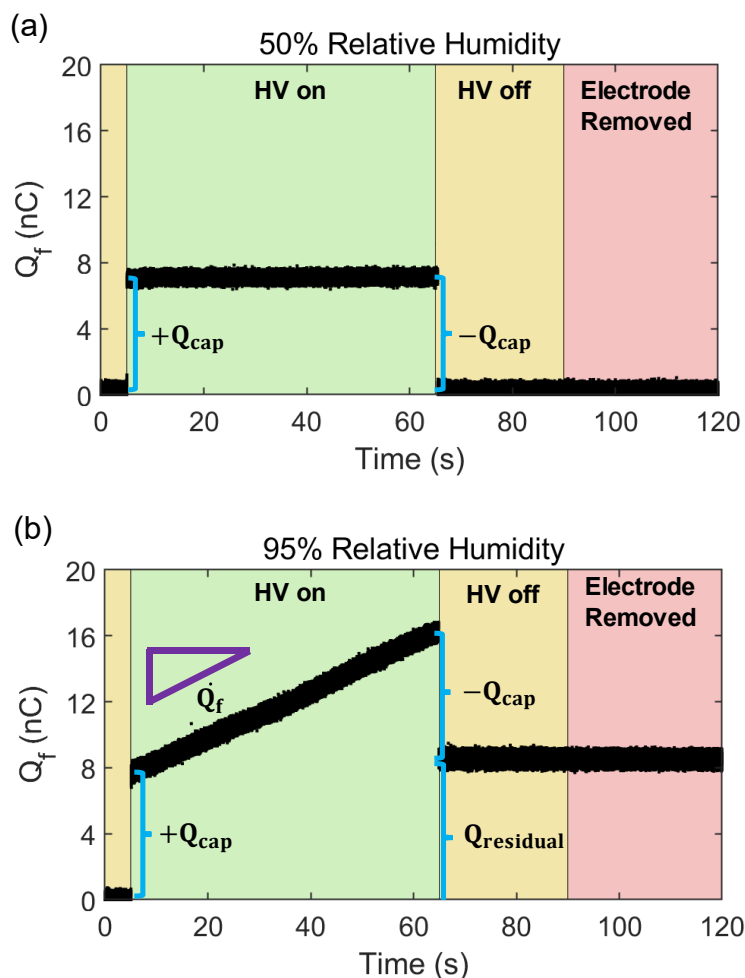 (a)
50% Relative Humidity
20
16
12
8
4
0
Q_f (nC)
HV on
HV off
Electrode
Removed
+Q_cap
−Q_cap
0 20 40 60 80 100 120
Time (s)
(b)
95% Relative Humidity
20
16
12
8
4
0
Q_f (nC)
HV on
HV off
Electrode
Removed
Q̇_f
−Q_cap
+Q_cap
Q_residual
0 20 40 60 80 100 120
Time (s)